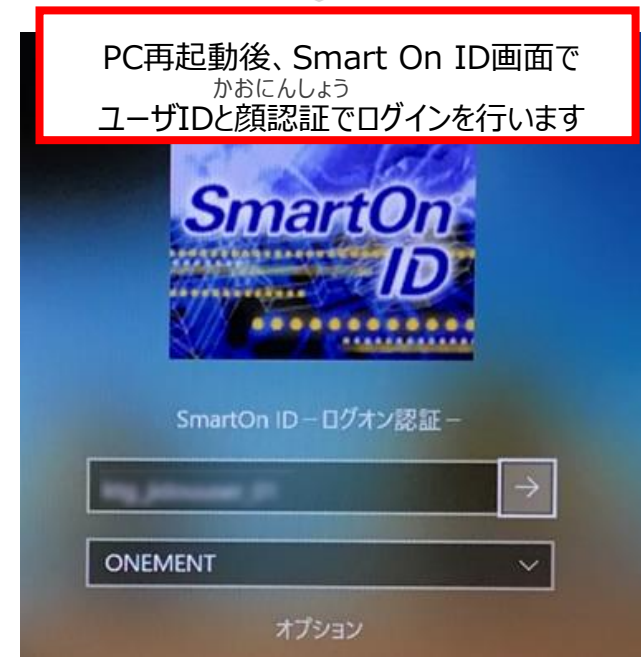 PC再起動後、Smart On ID画面で
かおにんしょう
ユーザIDと顔認証でログインを行います
SmartOn
ID
SmartOn ID－ログオン認証－
→
ONEMENT
オプション